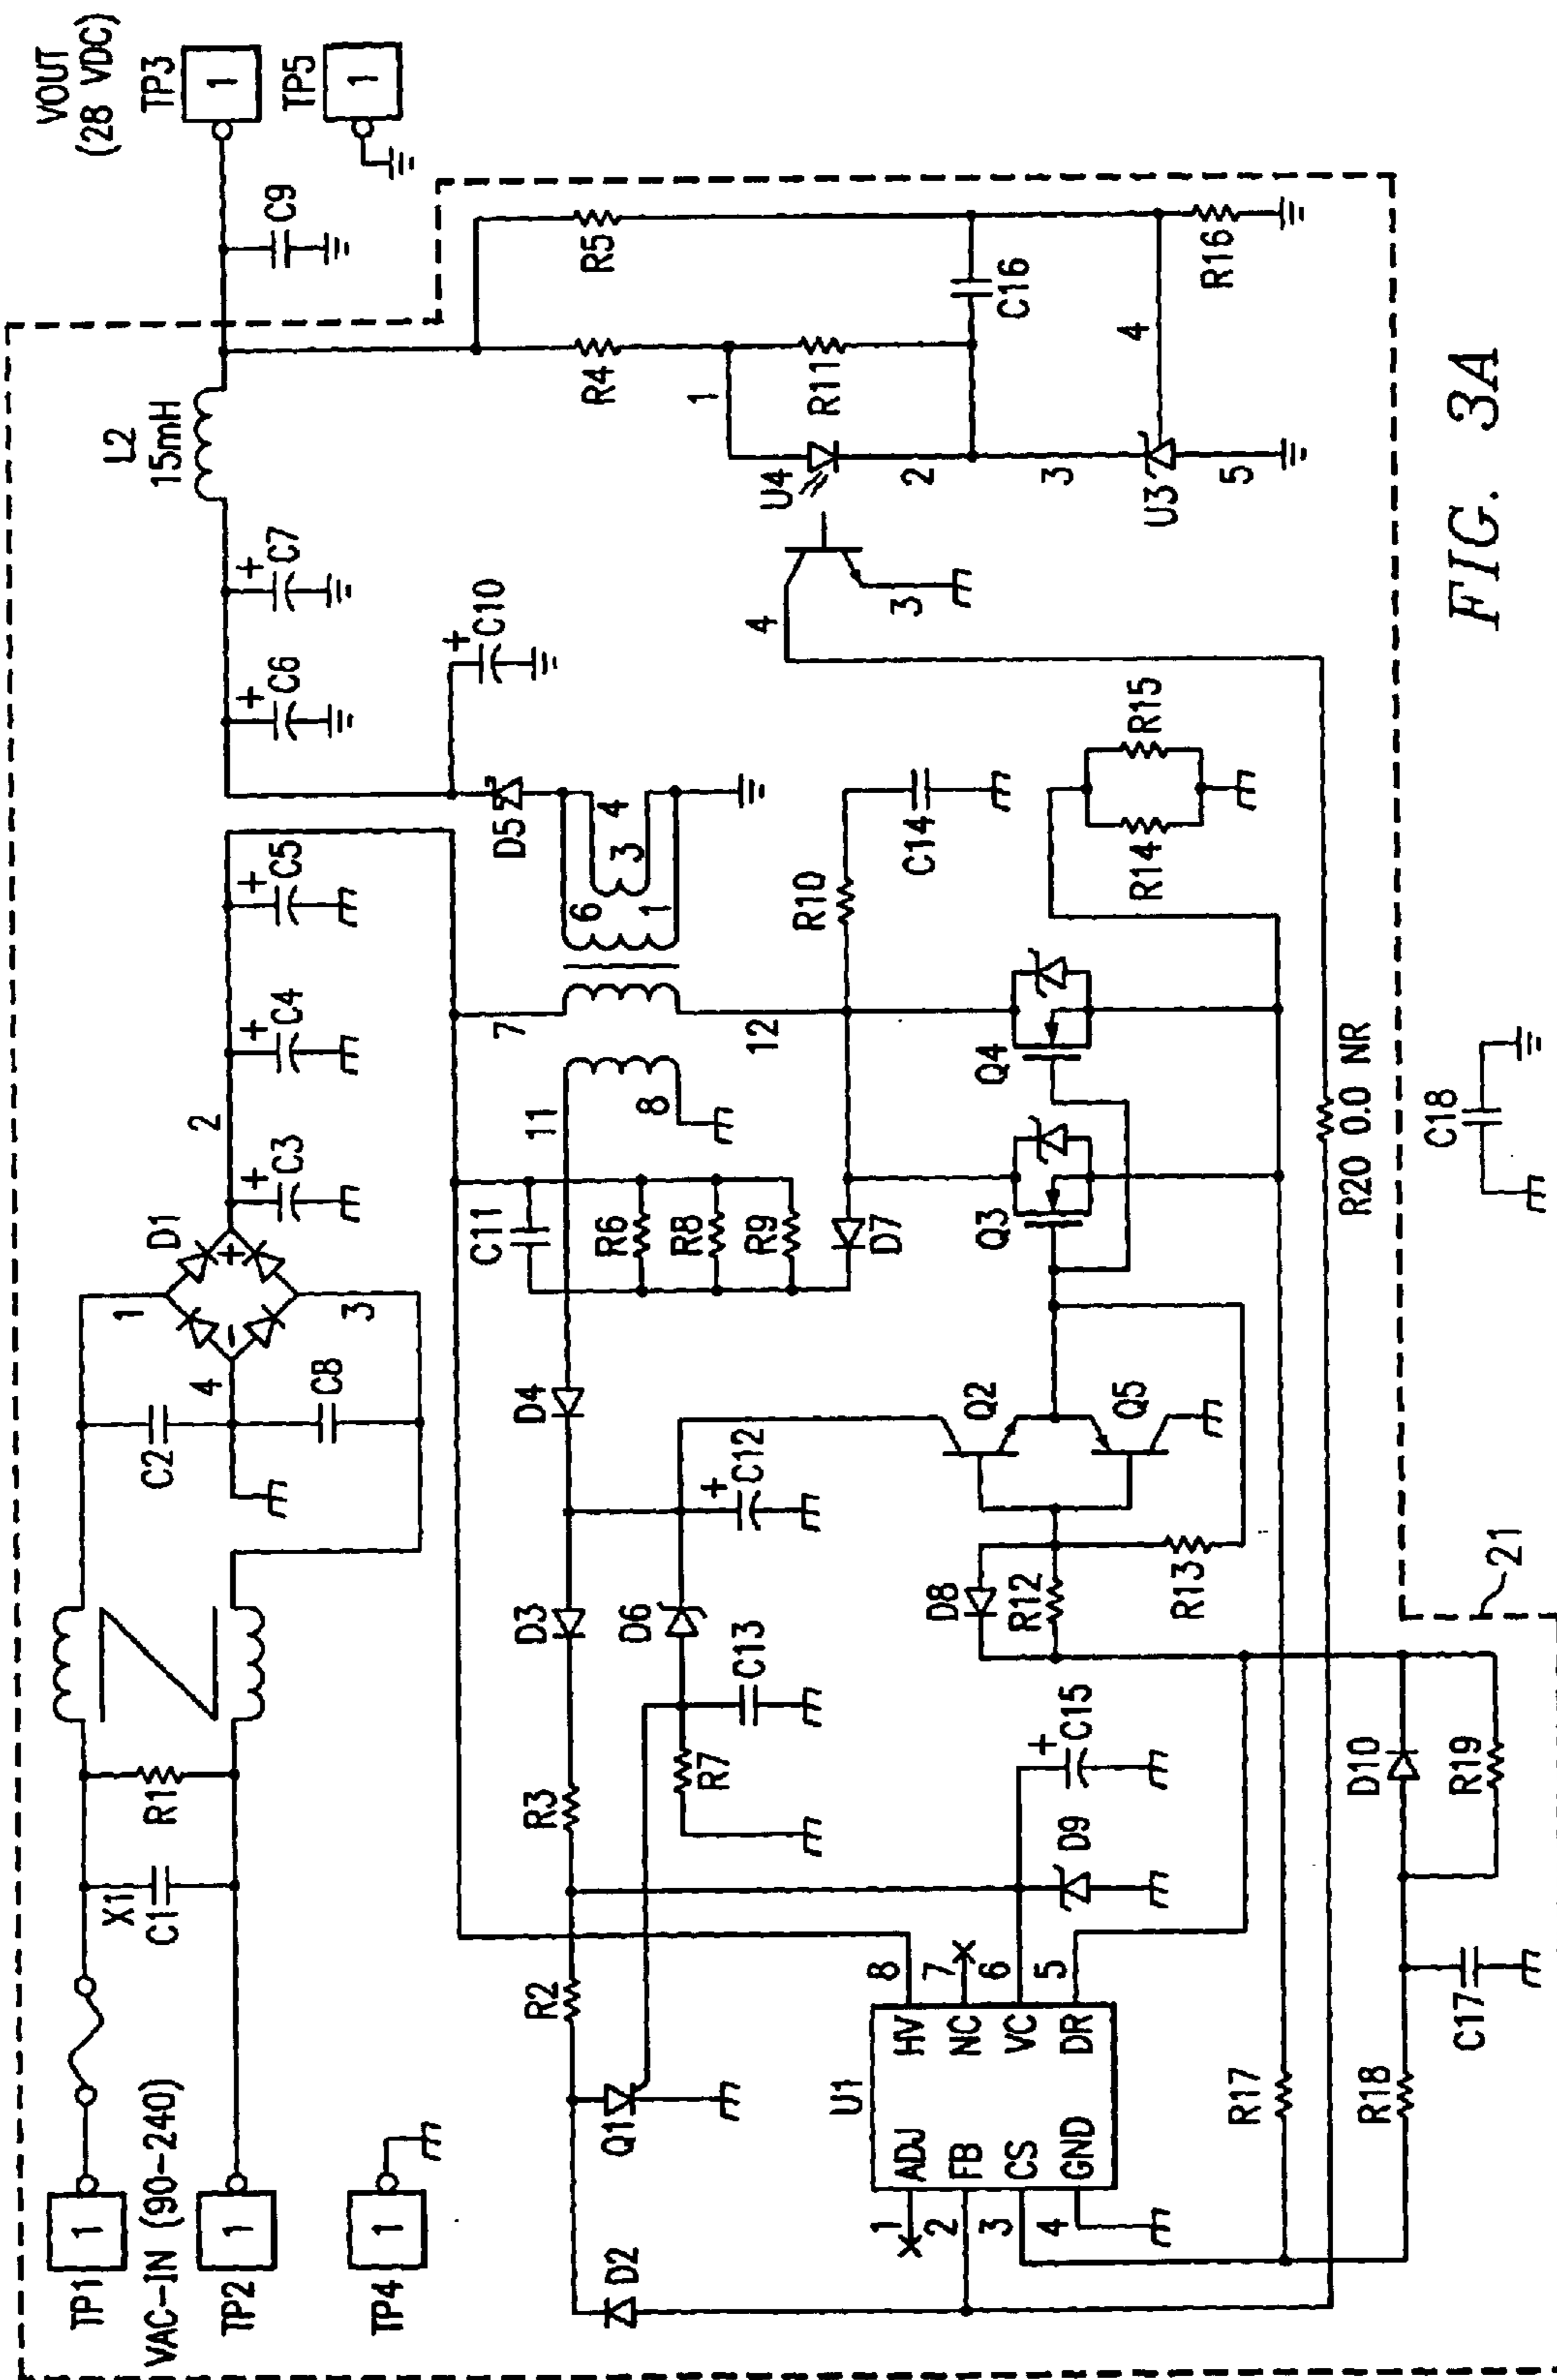 TP1
1
VAC-IN (90-240)
TP2
1
TP4
1
X1
C1
R1
C2
4
C8
1
3
D1
2
+
-
C3
+
C4
+
C5
+
C6
+
C7
+
L2
15mH
C9
VOUT
(28 VDC)
TP3
1
TP5
1
C10
+
D5
6
1
3
4
7
12
11
8
C11
R6
R8
R9
D7
D4
D3
R3
R2
D6
C12
+
C13
R7
Q1
D2
U1
ADJ
FB
CS
GND
HV
NC
VC
DR
1
2
3
4
8
7
6
5
D9
C15
+
D8
R12
R13
Q2
Q5
Q3
Q4
R10
C14
R14
R15
4
3
U4
1
2
R4
R11
R5
C16
3
4
5
U3
R16
R17
R18
C17
D10
R19
R20 0.0 NR
C18
21
FIG. 3A